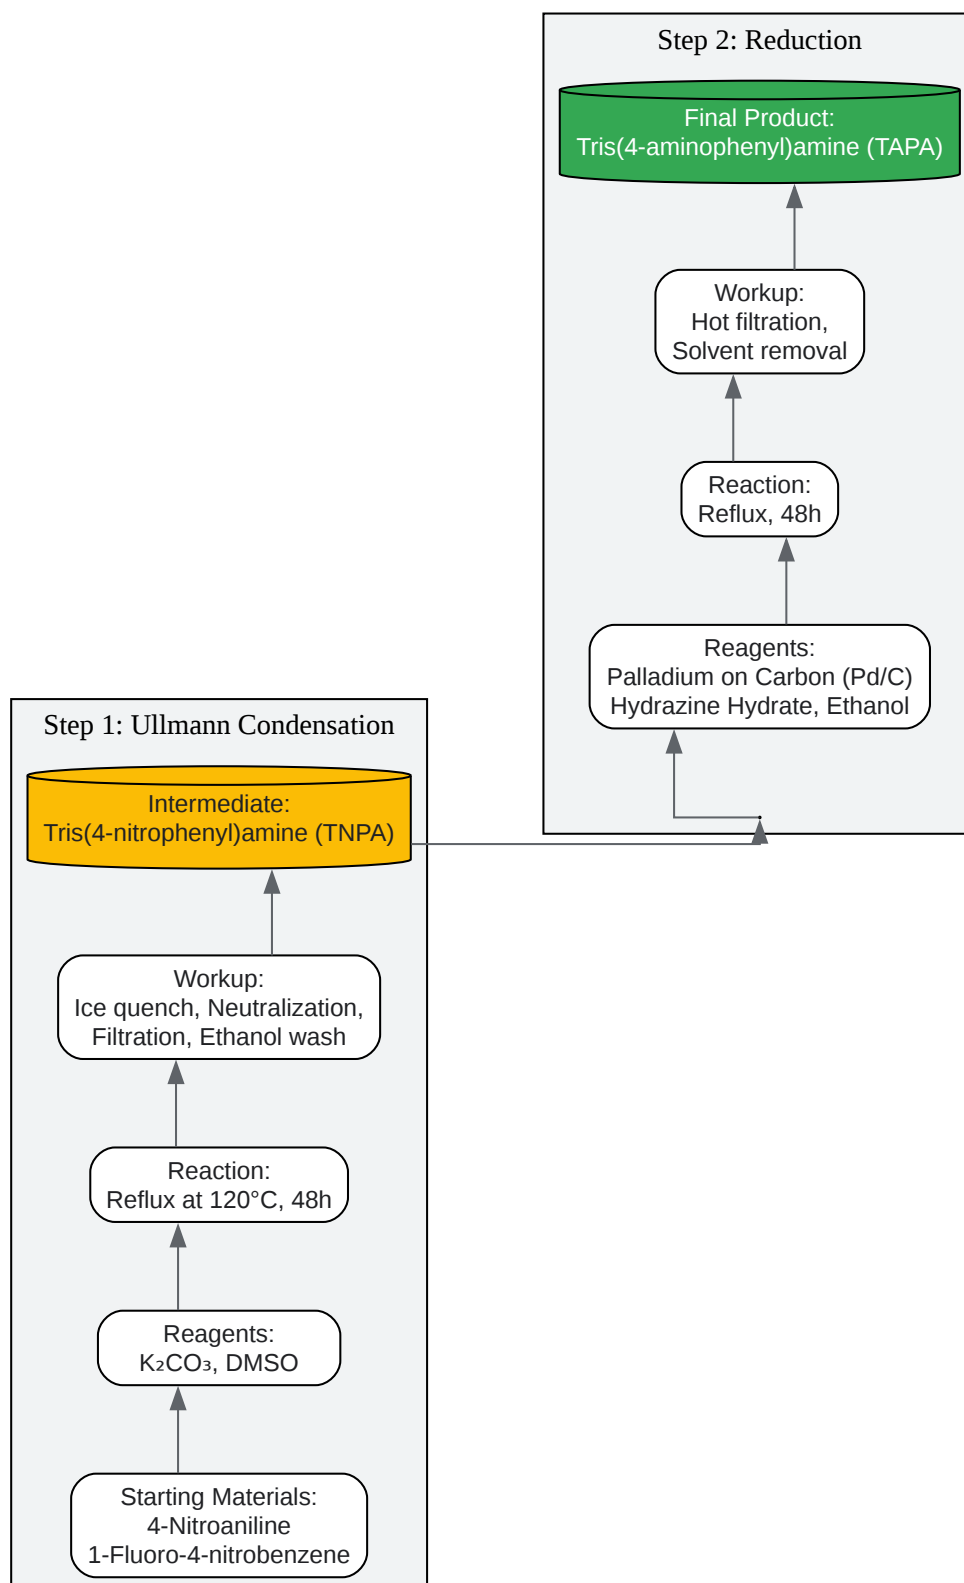 Step 2: Reduction
Final Product:
Tris(4-aminophenyl)amine (TAPA)
Workup:
Hot filtration,
Solvent removal
Reaction:
Reflux, 48h
Reagents:
Palladium on Carbon (Pd/C)
Hydrazine Hydrate, Ethanol
Step 1: Ullmann Condensation
Intermediate:
Tris(4-nitrophenyl)amine (TNPA)
Workup:
Ice quench, Neutralization,
Filtration, Ethanol wash
Reaction:
Reflux at 120°C, 48h
Reagents:
K₂CO₃, DMSO
Starting Materials:
4-Nitroaniline
1-Fluoro-4-nitrobenzene